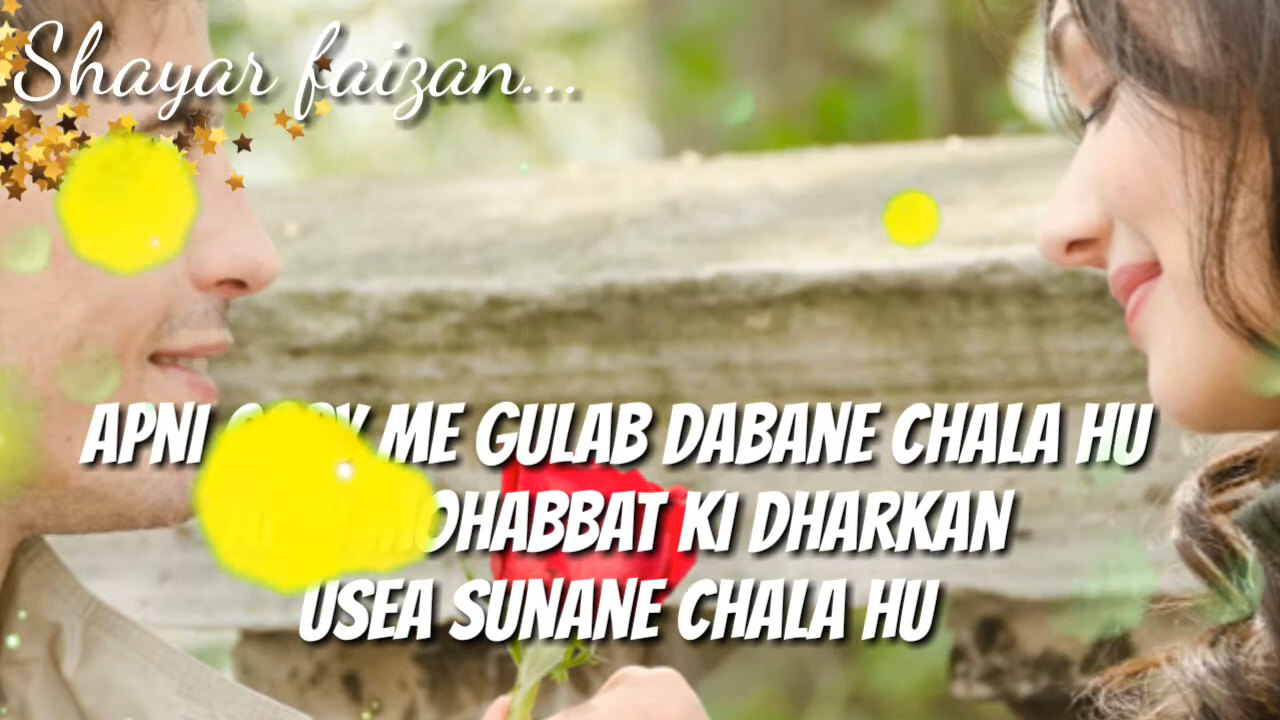 Shayar faizan...
APNI ME GULAB DABANE CHALA HU
MOHABBAT KI DHARKAN
USEA SUNANE CHALA HU